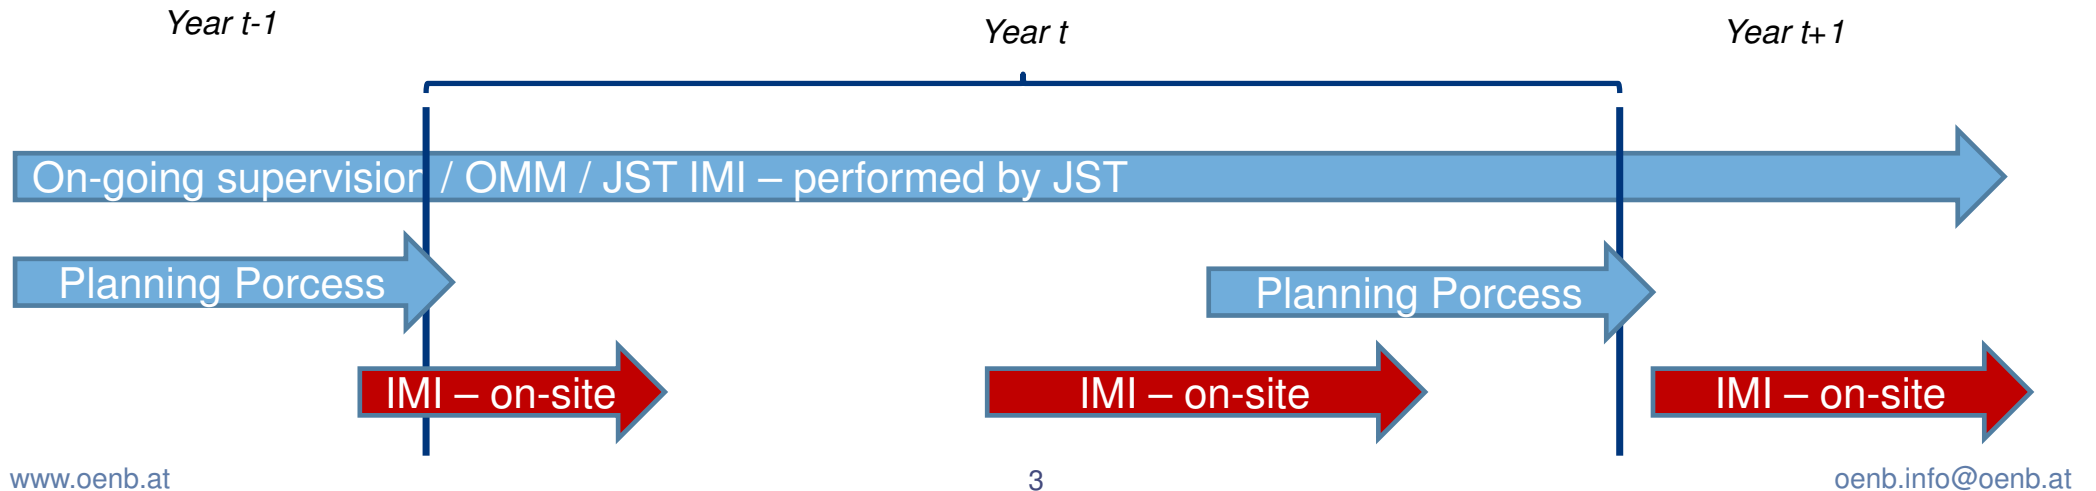 Year t-1
Year t
Year t+1
On-going supervision / OMM / JST IMI – performed by JST
Planning Porcess
Planning Porcess
IMI – on-site
IMI – on-site
IMI – on-site
www.oenb.at
3
oenb.info@oenb.at